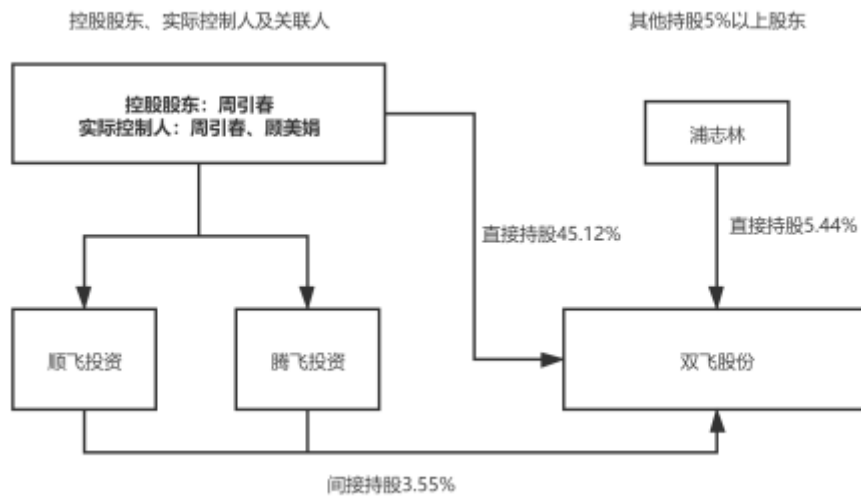 控股股东、实际控制人及关联人
其他持股5%以上股东
控股股东：周引春
实际控制人：周引春、顾美娟
浦志林
直接持股45.12%
直接持股5.44%
顺飞投资
腾飞投资
双飞股份
间接持股3.55%